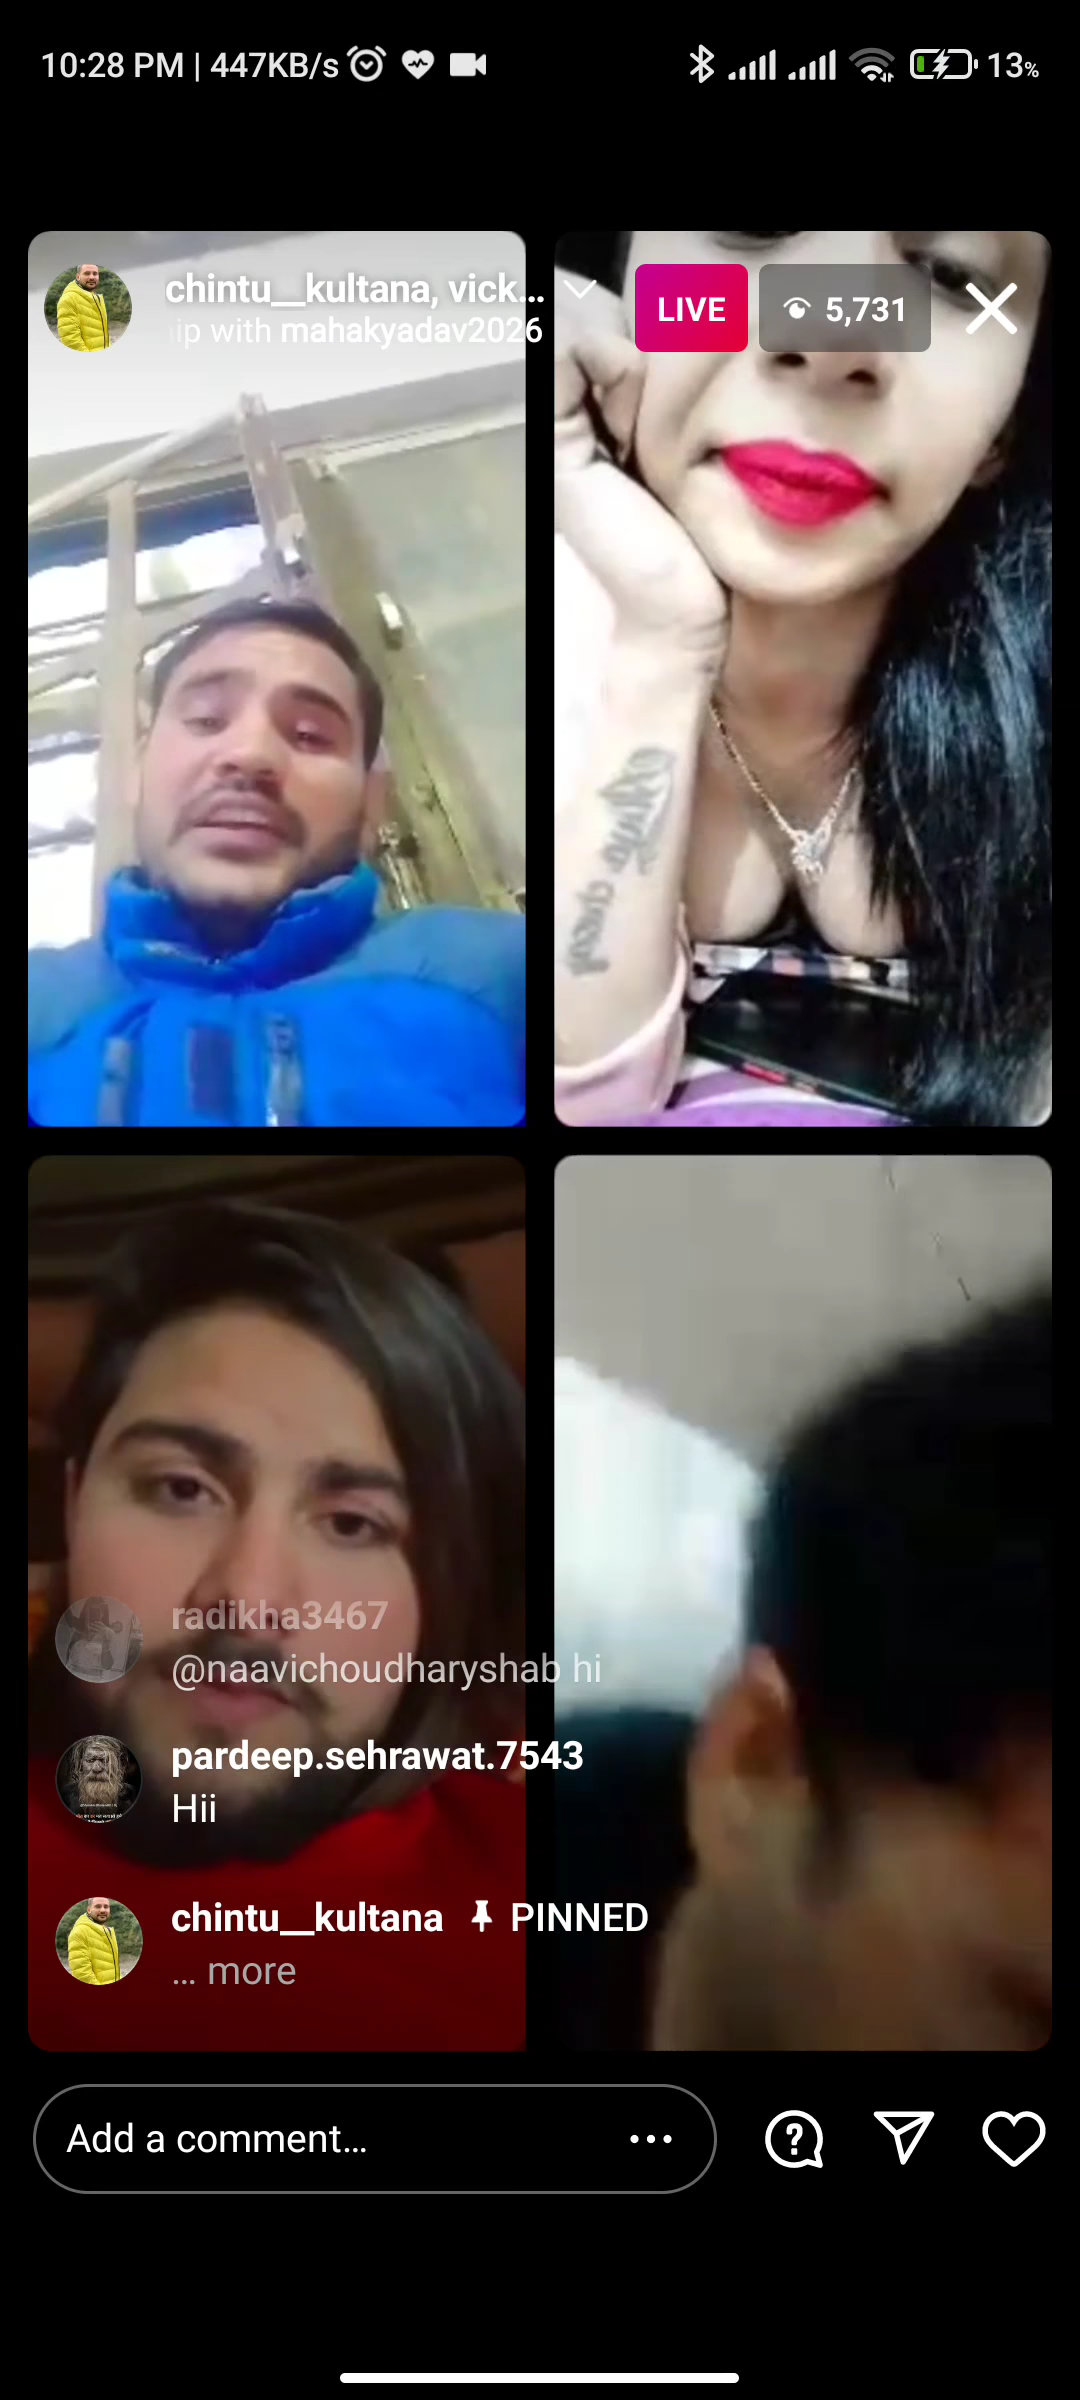 10:28 PM | 447KB/s
13%
chintu__kultana, vick...
ip with mahakyadav2026
LIVE
5,731
radikha3467
@naavichoudharyshab hi
pardeep.sehrawat.7543
Hii
chintu__kultana PINNED
... more
Add a comment...